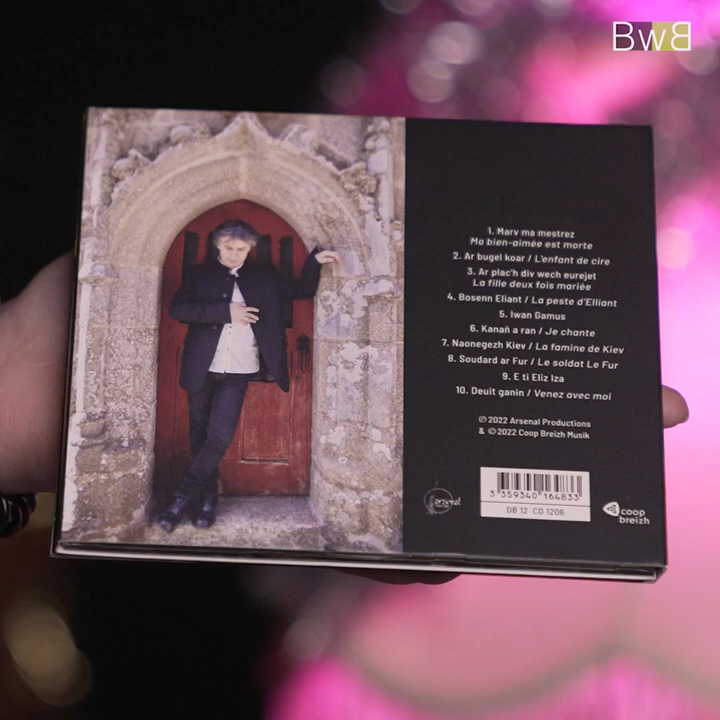 BwB
1. Marv ma mestrez
Ma bien-aimée est morte
2. Ar bugel koar / L'enfant de cire
3. Ar plac'h div wech eurejet
La fille deux fois mariée
4. Bosenn Eliant / La peste d'Elliant
5. Iwan Gamus
6. Kanañ a ran / Je chante
7. Naonegezh Kiev / La famine de Kiev
8. Soudard ar Fur / Le soldat Le Fur
9. E ti Eliz Iza
10. Deuit ganin / Venez avec moi
℗2022 Arsenal Productions
& ©2022 Coop Breizh Musik
3 359340 164833
DB 12 CD 1206
arsenal
coop
breizh